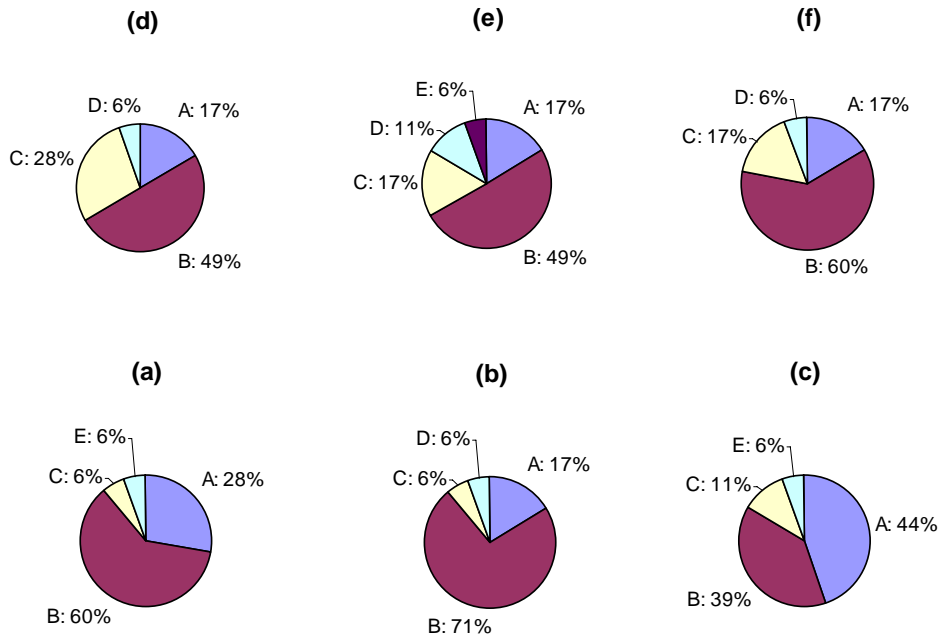 (d)
(e)
(f)
D: 6%
A: 17%
C: 28%
B: 49%
E: 6%
A: 17%
D: 11%
C: 17%
B: 49%
D: 6%
A: 17%
C: 17%
B: 60%
(a)
(b)
(c)
E: 6%
C: 6%
A: 28%
B: 60%
D: 6%
C: 6%
A: 17%
B: 71%
E: 6%
C: 11%
A: 44%
B: 39%